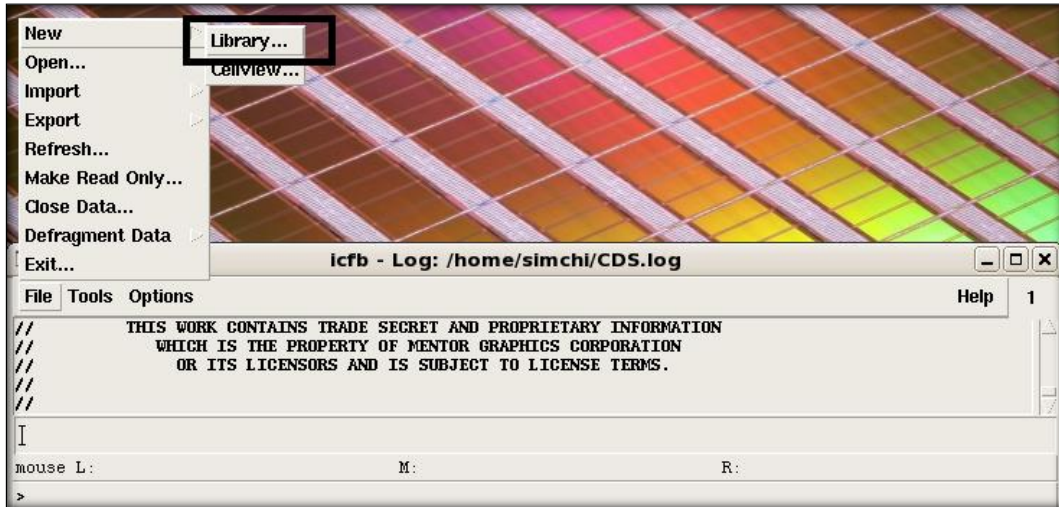 New
Library...
Open...
Cellview...
Import
Export
Refresh...
Make Read Only...
Close Data...
Defragment Data
Exit...
icfb - Log: /home/simchi/CDS.log
File Tools Options Help 1
// THIS WORK CONTAINS TRADE SECRET AND PROPRIETARY INFORMATION
// WHICH IS THE PROPERTY OF MENTOR GRAPHICS CORPORATION
// OR ITS LICENSORS AND IS SUBJECT TO LICENSE TERMS.
//
//
mouse L: M: R:
>